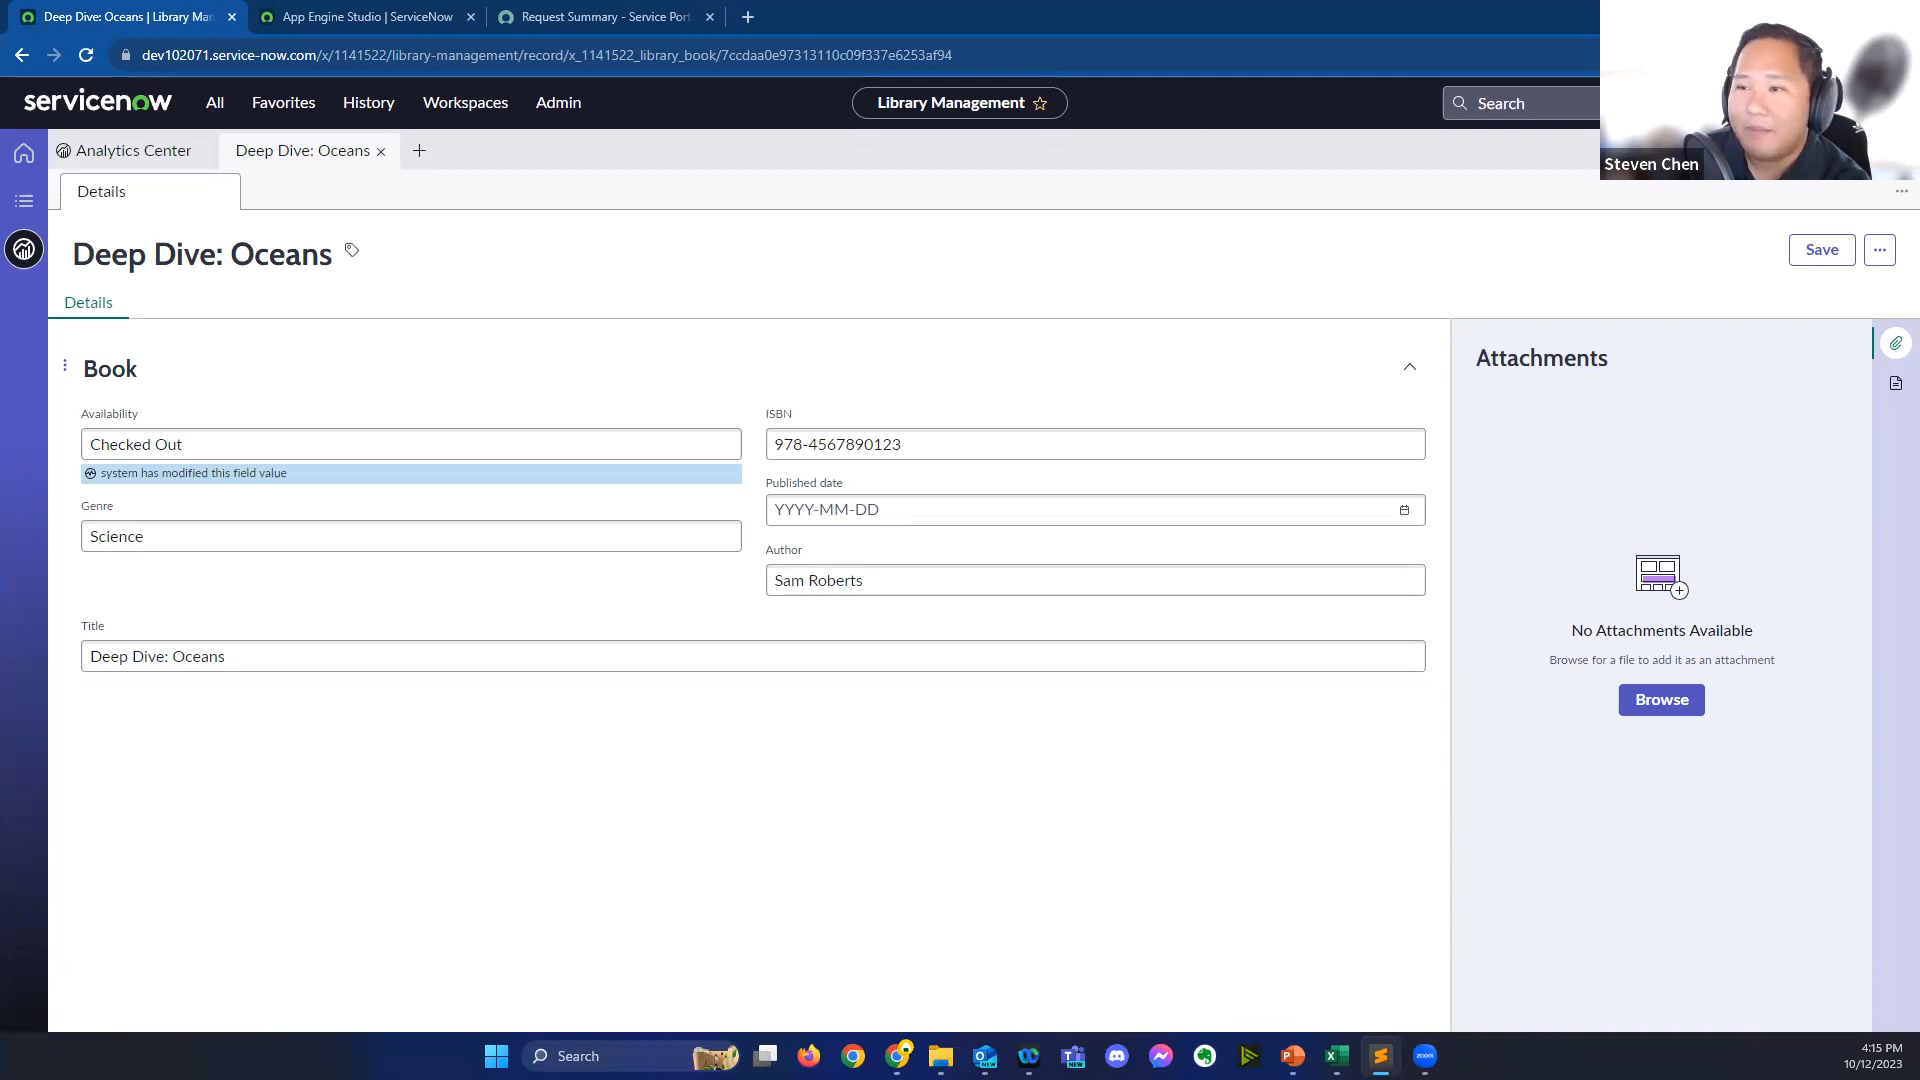 Deep Dive: Oceans | Library Man
App Engine Studio | ServiceNow
Request Summary - Service Port
dev102071.service-now.com/x/1141522/library-management/record/x_1141522_library_book/7ccdaa0e97313110c09f337e6253af94
servicenow
All
Favorites
History
Workspaces
Admin
Library Management
Search
Steven Chen
Analytics Center
Deep Dive: Oceans
Details
Deep Dive: Oceans
Save
Details
Book
Attachments
Availability
Checked Out
system has modified this field value
Genre
Science
ISBN
978-4567890123
Published date
YYYY-MM-DD
Author
Sam Roberts
Title
Deep Dive: Oceans
No Attachments Available
Browse for a file to add it as an attachment
Browse
Search
NEW
NEW
zoom
4:15 PM
10/12/2023